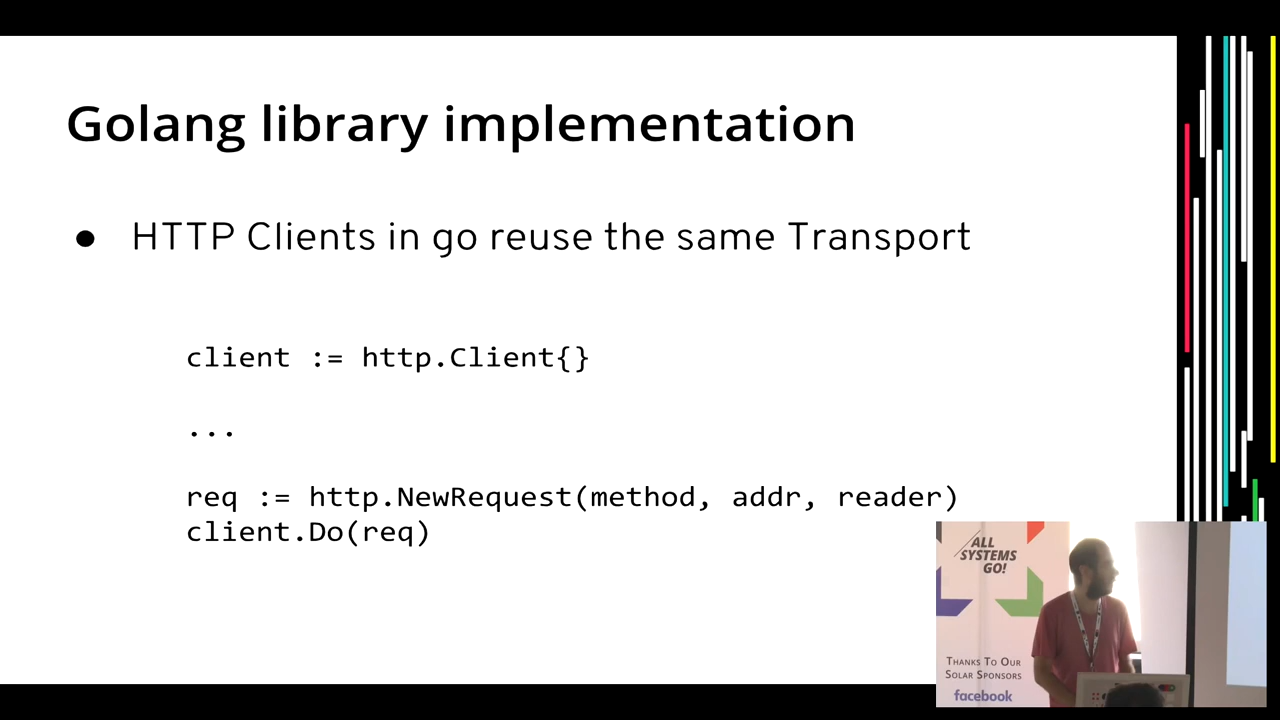 Golang library implementation
● HTTP Clients in go reuse the same Transport
client := http.Client{}
...
req := http.NewRequest(method, addr, reader)
client.Do(req)
ALL
SYSTEMS
GO!
THANKS TO OUR
SOLAR SPONSORS
facebook